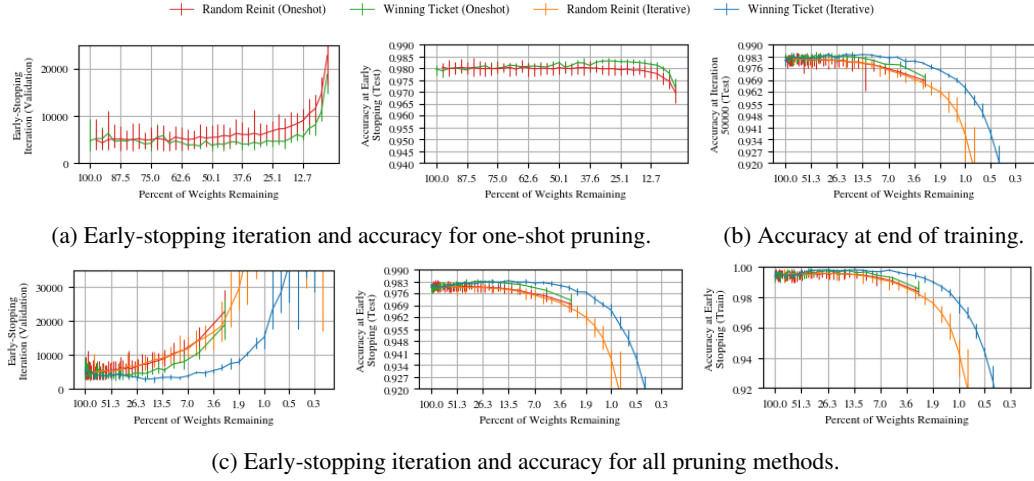 Random Reinit (Oneshot) Winning Ticket (Oneshot) Random Reinit (Iterative) Winning Ticket (Iterative)
Early-Stopping
Iteration (Validation)
20000
10000
0
100.0 87.5 75.0 62.6 50.1 37.6 25.1 12.7
Percent of Weights Remaining
Accuracy at Early
Stopping (Test)
0.990
0.985
0.980
0.975
0.970
0.965
0.960
0.955
0.950
0.945
0.940
100.0 87.5 75.0 62.6 50.1 37.6 25.1 12.7
Percent of Weights Remaining
Accuracy at Iteration
50000 (Test)
0.990
0.983
0.976
0.969
0.962
0.955
0.948
0.941
0.934
0.927
0.920
100.0 51.3 26.3 13.5 7.0 3.6 1.9 1.0 0.5 0.3
Percent of Weights Remaining
(a) Early-stopping iteration and accuracy for one-shot pruning.
(b) Accuracy at end of training.
Early-Stopping
Iteration (Validation)
30000
20000
10000
0
100.0 51.3 26.3 13.5 7.0 3.6 1.9 1.0 0.5 0.3
Percent of Weights Remaining
Accuracy at Early
Stopping (Test)
0.990
0.983
0.976
0.969
0.962
0.955
0.948
0.941
0.934
0.927
0.920
100.0 51.3 26.3 13.5 7.0 3.6 1.9 1.0 0.5 0.3
Percent of Weights Remaining
Accuracy at Early
Stopping (Train)
1.00
0.98
0.96
0.94
0.92
100.0 51.3 26.3 13.5 7.0 3.6 1.9 1.0 0.5 0.3
Percent of Weights Remaining
(c) Early-stopping iteration and accuracy for all pruning methods.